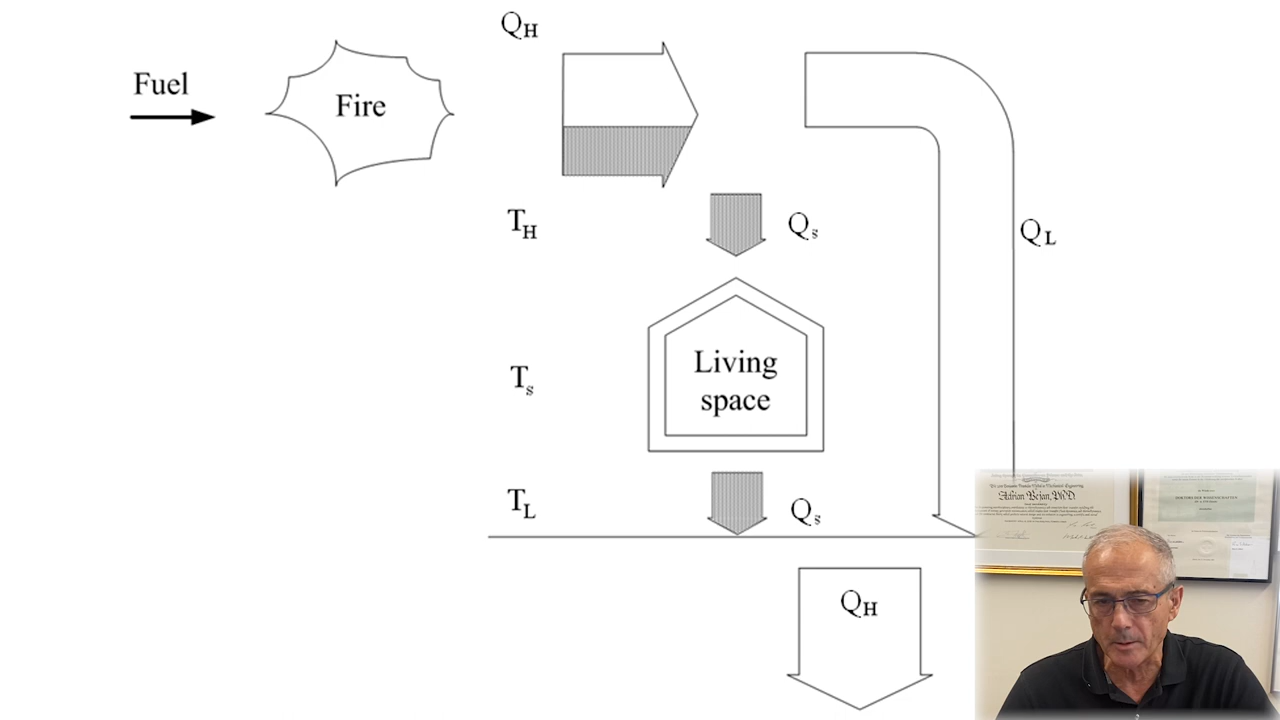 Q_H
Fuel
Fire
T_H
Q_s
Q_L
Living
space
T_s
T_L
Q_s
Adrian Bejan, PhD
Q_H